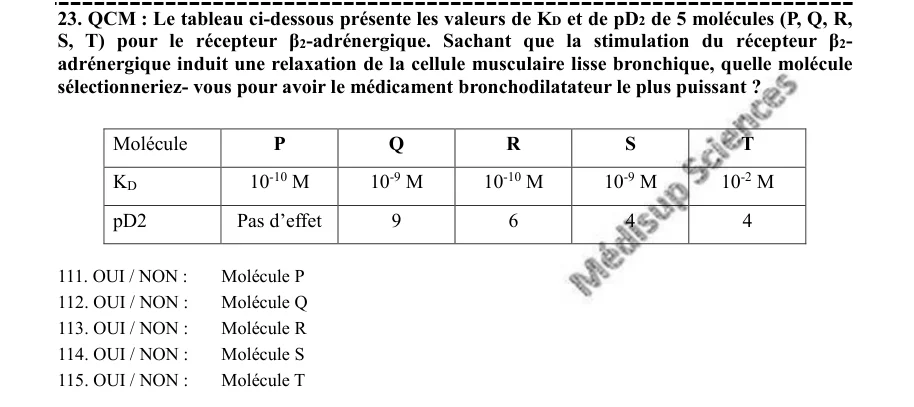 23. QCM : Le tableau ci-dessous présente les valeurs de KD et de pD2 de 5 molécules (P, Q, R,
S, T) pour le récepteur β2-adrénergique. Sachant que la stimulation du récepteur β2-
adrénergique induit une relaxation de la cellule musculaire lisse bronchique, quelle molécule
sélectionneriez- vous pour avoir le médicament bronchodilatateur le plus puissant ?
Molécule P Q R S T
KD 10⁻¹⁰ M 10⁻⁹ M 10⁻¹⁰ M 10⁻⁹ M 10⁻² M
pD2 Pas d'effet 9 6 4 4
Médisup Sciences
111. OUI / NON : Molécule P
112. OUI / NON : Molécule Q
113. OUI / NON : Molécule R
114. OUI / NON : Molécule S
115. OUI / NON : Molécule T